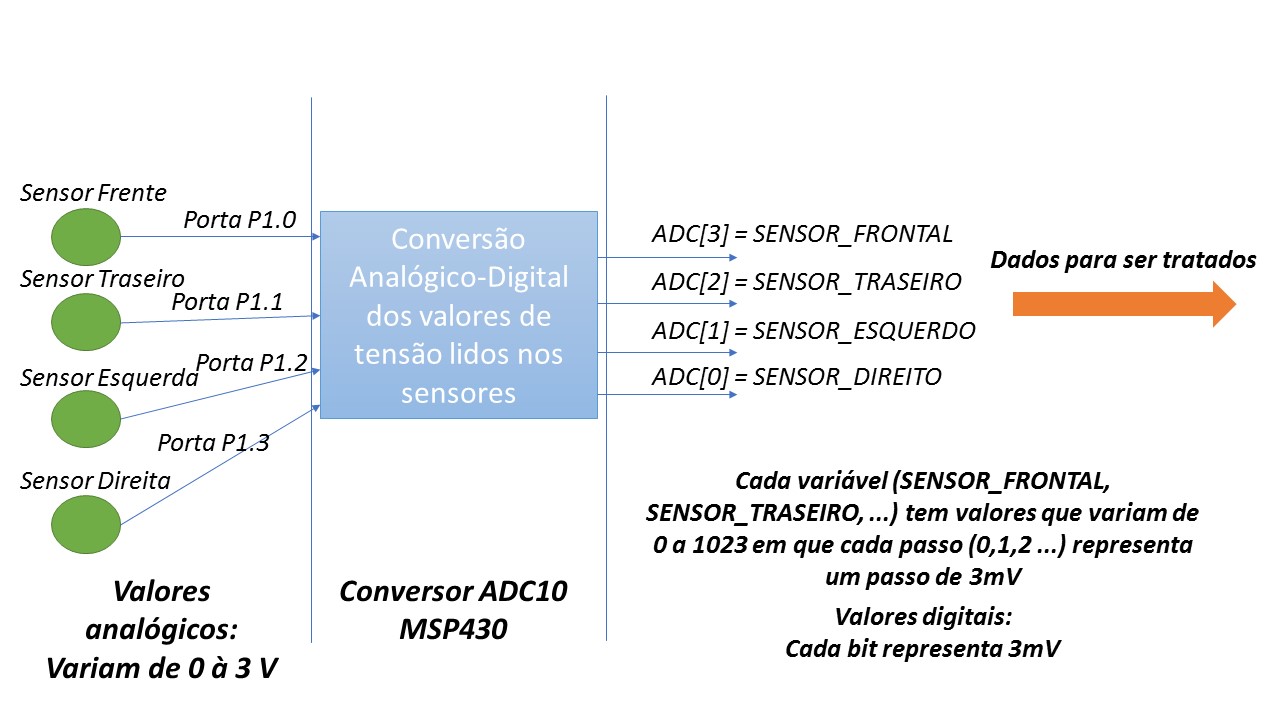 Sensor Frente
Porta P1.0
Sensor Traseiro
Porta P1.1
Porta P1.2
Sensor Esquerda
Porta P1.3
Sensor Direita
Valores
analógicos:
Variam de 0 à 3 V
Conversão
Analógico-Digital
dos valores de
tensão lidos nos
sensores
Conversor ADC10
MSP430
ADC[3] = SENSOR_FRONTAL
ADC[2] = SENSOR_TRASEIRO
ADC[1] = SENSOR_ESQUERDO
ADC[0] = SENSOR_DIREITO
Dados para ser tratados
Cada variável (SENSOR_FRONTAL,
SENSOR_TRASEIRO, ...) tem valores que variam de
0 a 1023 em que cada passo (0,1,2 ...) representa
um passo de 3mV
Valores digitais:
Cada bit representa 3mV